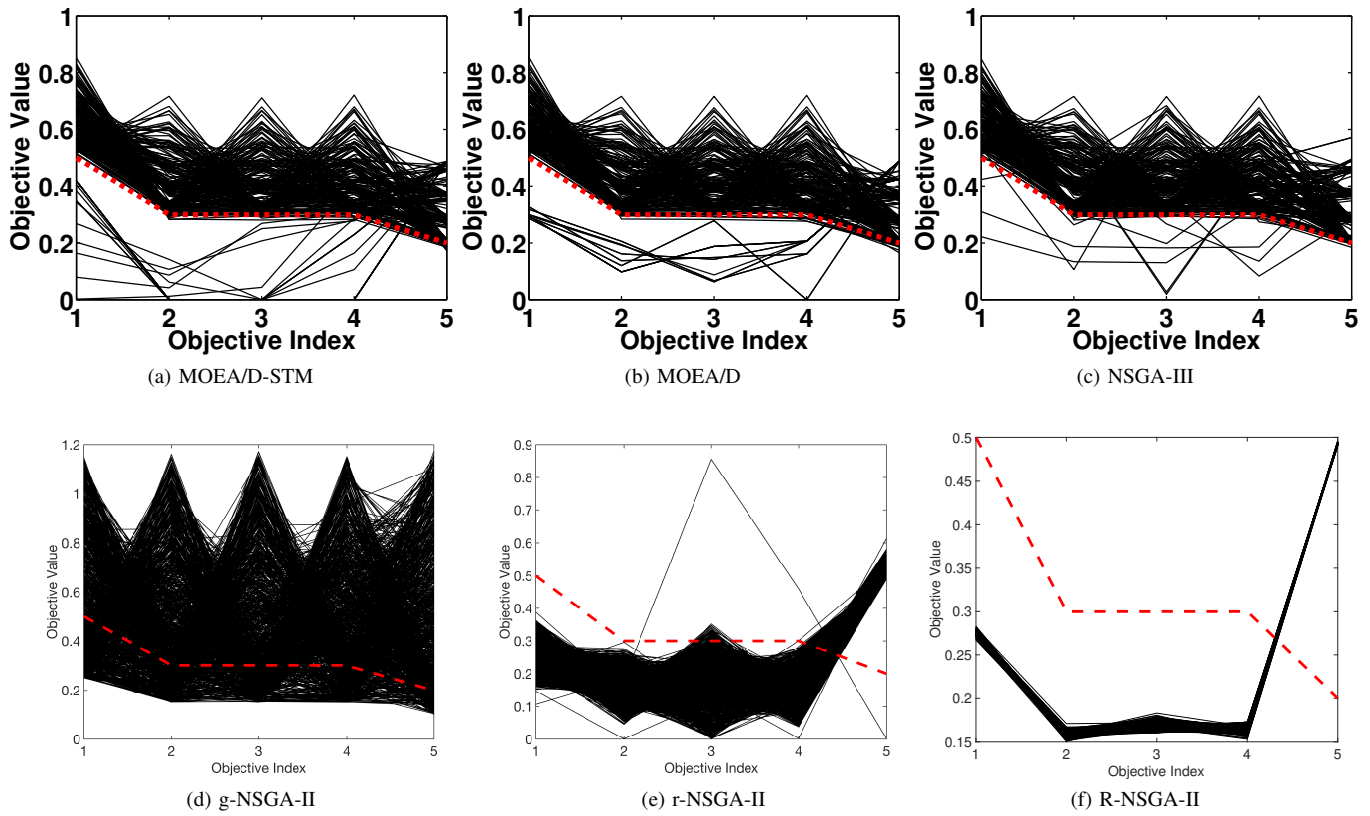 1
0.8
0.6
0.4
0.2
0
Objective Value
1 2 3 4 5
Objective Index
(a) MOEA/D-STM
1
0.8
0.6
0.4
0.2
0
Objective Value
1 2 3 4 5
Objective Index
(b) MOEA/D
1
0.8
0.6
0.4
0.2
0
Objective Value
1 2 3 4 5
Objective Index
(c) NSGA-III
1.2
1
0.8
0.6
0.4
0.2
0
Objective Value
1 2 3 4 5
Objective Index
(d) g-NSGA-II
0.9
0.8
0.7
0.6
0.5
0.4
0.3
0.2
0.1
0
Objective Value
1 2 3 4 5
Objective Index
(e) r-NSGA-II
0.5
0.45
0.4
0.35
0.3
0.25
0.2
0.15
Objective Value
1 2 3 4 5
Objective Index
(f) R-NSGA-II